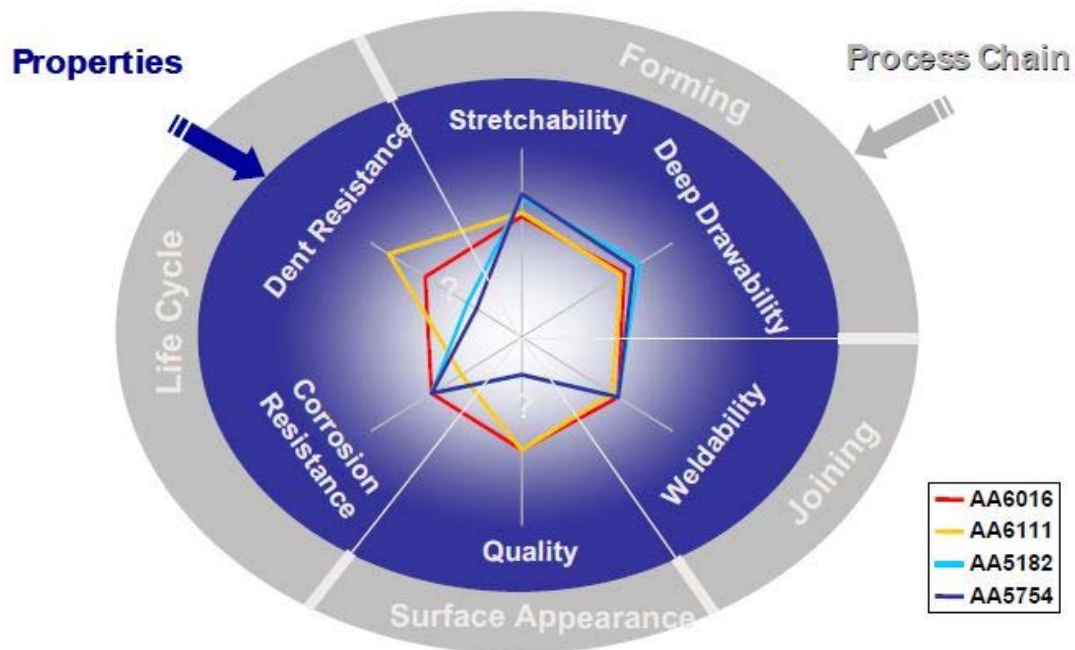 Properties
Process Chain
Forming
Stretchability
Deep Drawability
Dent Resistance
Life Cycle
?
Corrosion
Resistance
?
Weldability
Joining
Quality
Surface Appearance
AA6016
AA6111
AA5182
AA5754